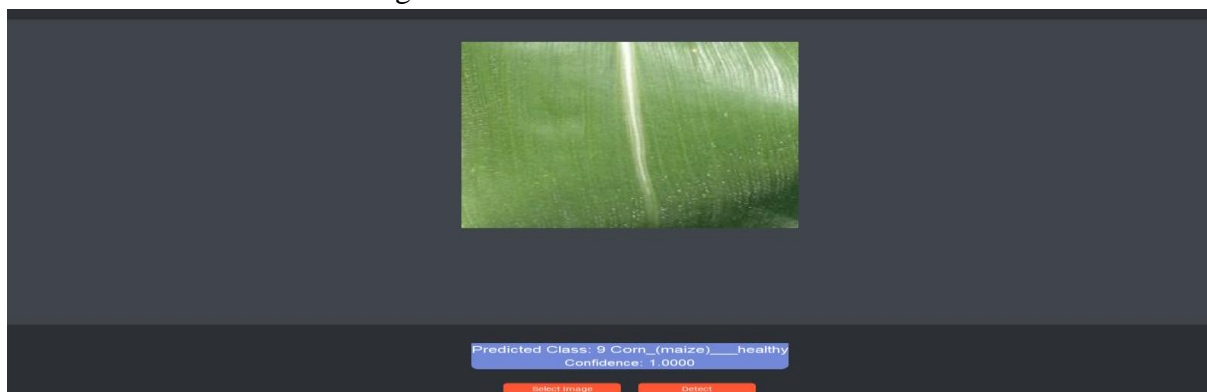 Predicted Class: 9 Corn_(maize)___healthy
Confidence: 1.0000
Select Image
Detect